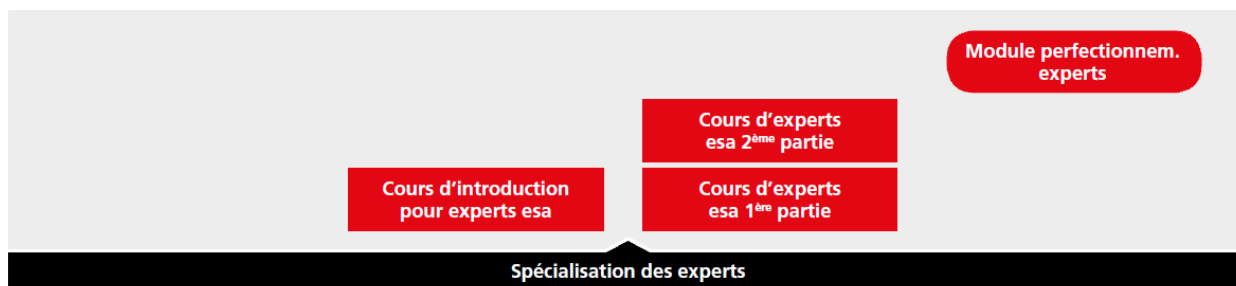 Module perfectionnem.
experts
Cours d'experts
esa 2ème partie
Cours d'introduction
pour experts esa
Cours d'experts
esa 1ère partie
Spécialisation des experts